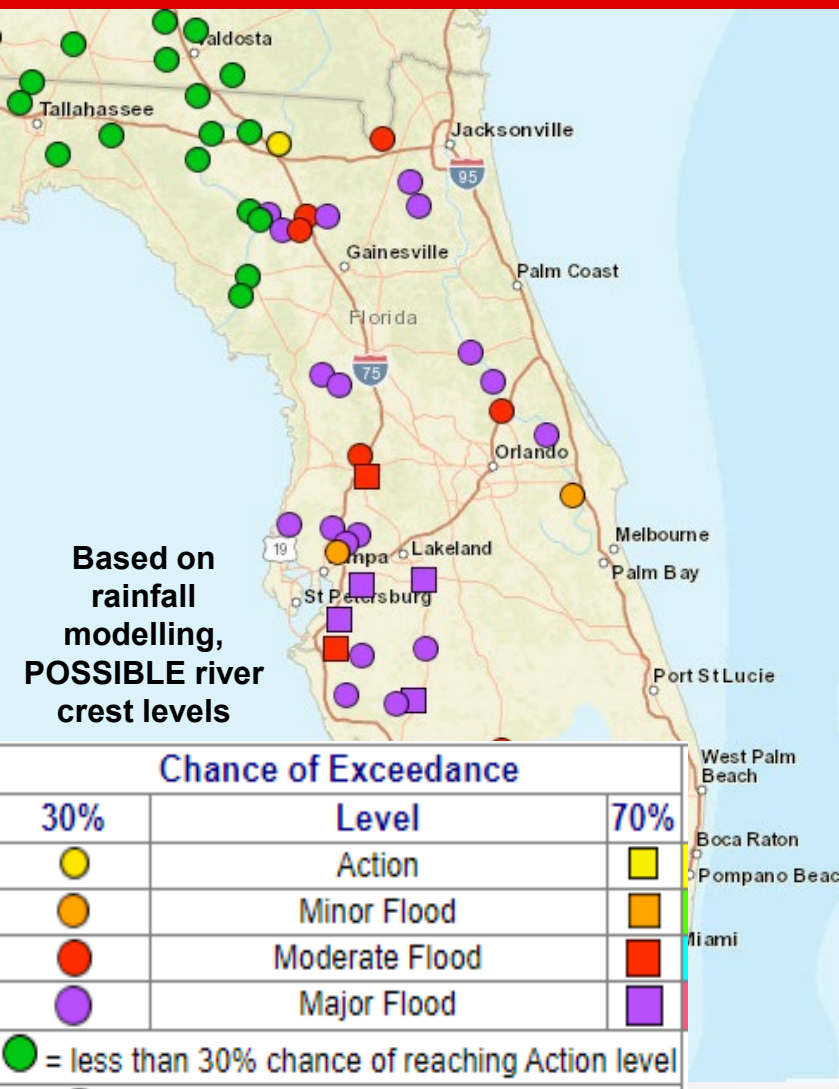 Valdosta
Tallahassee
Jacksonville
95
Gainesville
Palm Coast
Florida
75
Orlando
19
Lakeland
Melbourne
Palm Bay
St Petersburg
Based on
rainfall
modelling,
POSSIBLE river
crest levels
Port St Lucie
West Palm
Beach
Boca Raton
Pompano Beac
Miami
Chance of Exceedance
30% Level 70%
Action
Minor Flood
Moderate Flood
Major Flood
= less than 30% chance of reaching Action level